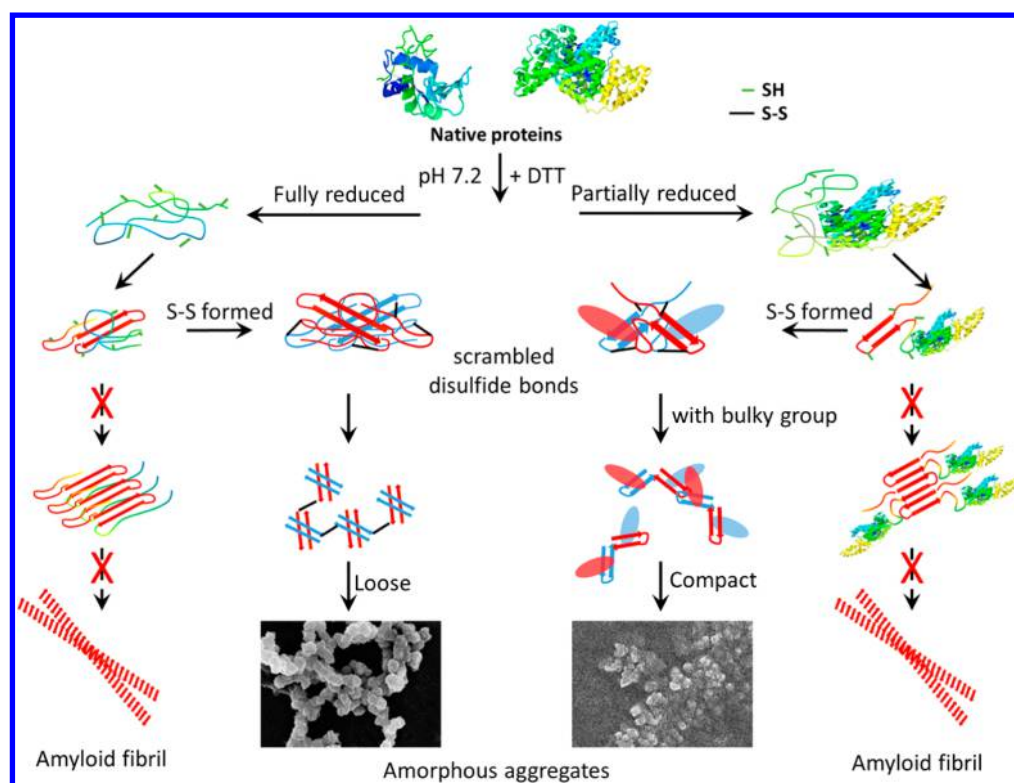 SH
S-S
Native proteins
pH 7.2
+ DTT
Fully reduced
Partially reduced
S-S formed
S-S formed
scrambled
disulfide bonds
with bulky group
Loose
Compact
Amyloid fibril
Amorphous aggregates
Amyloid fibril